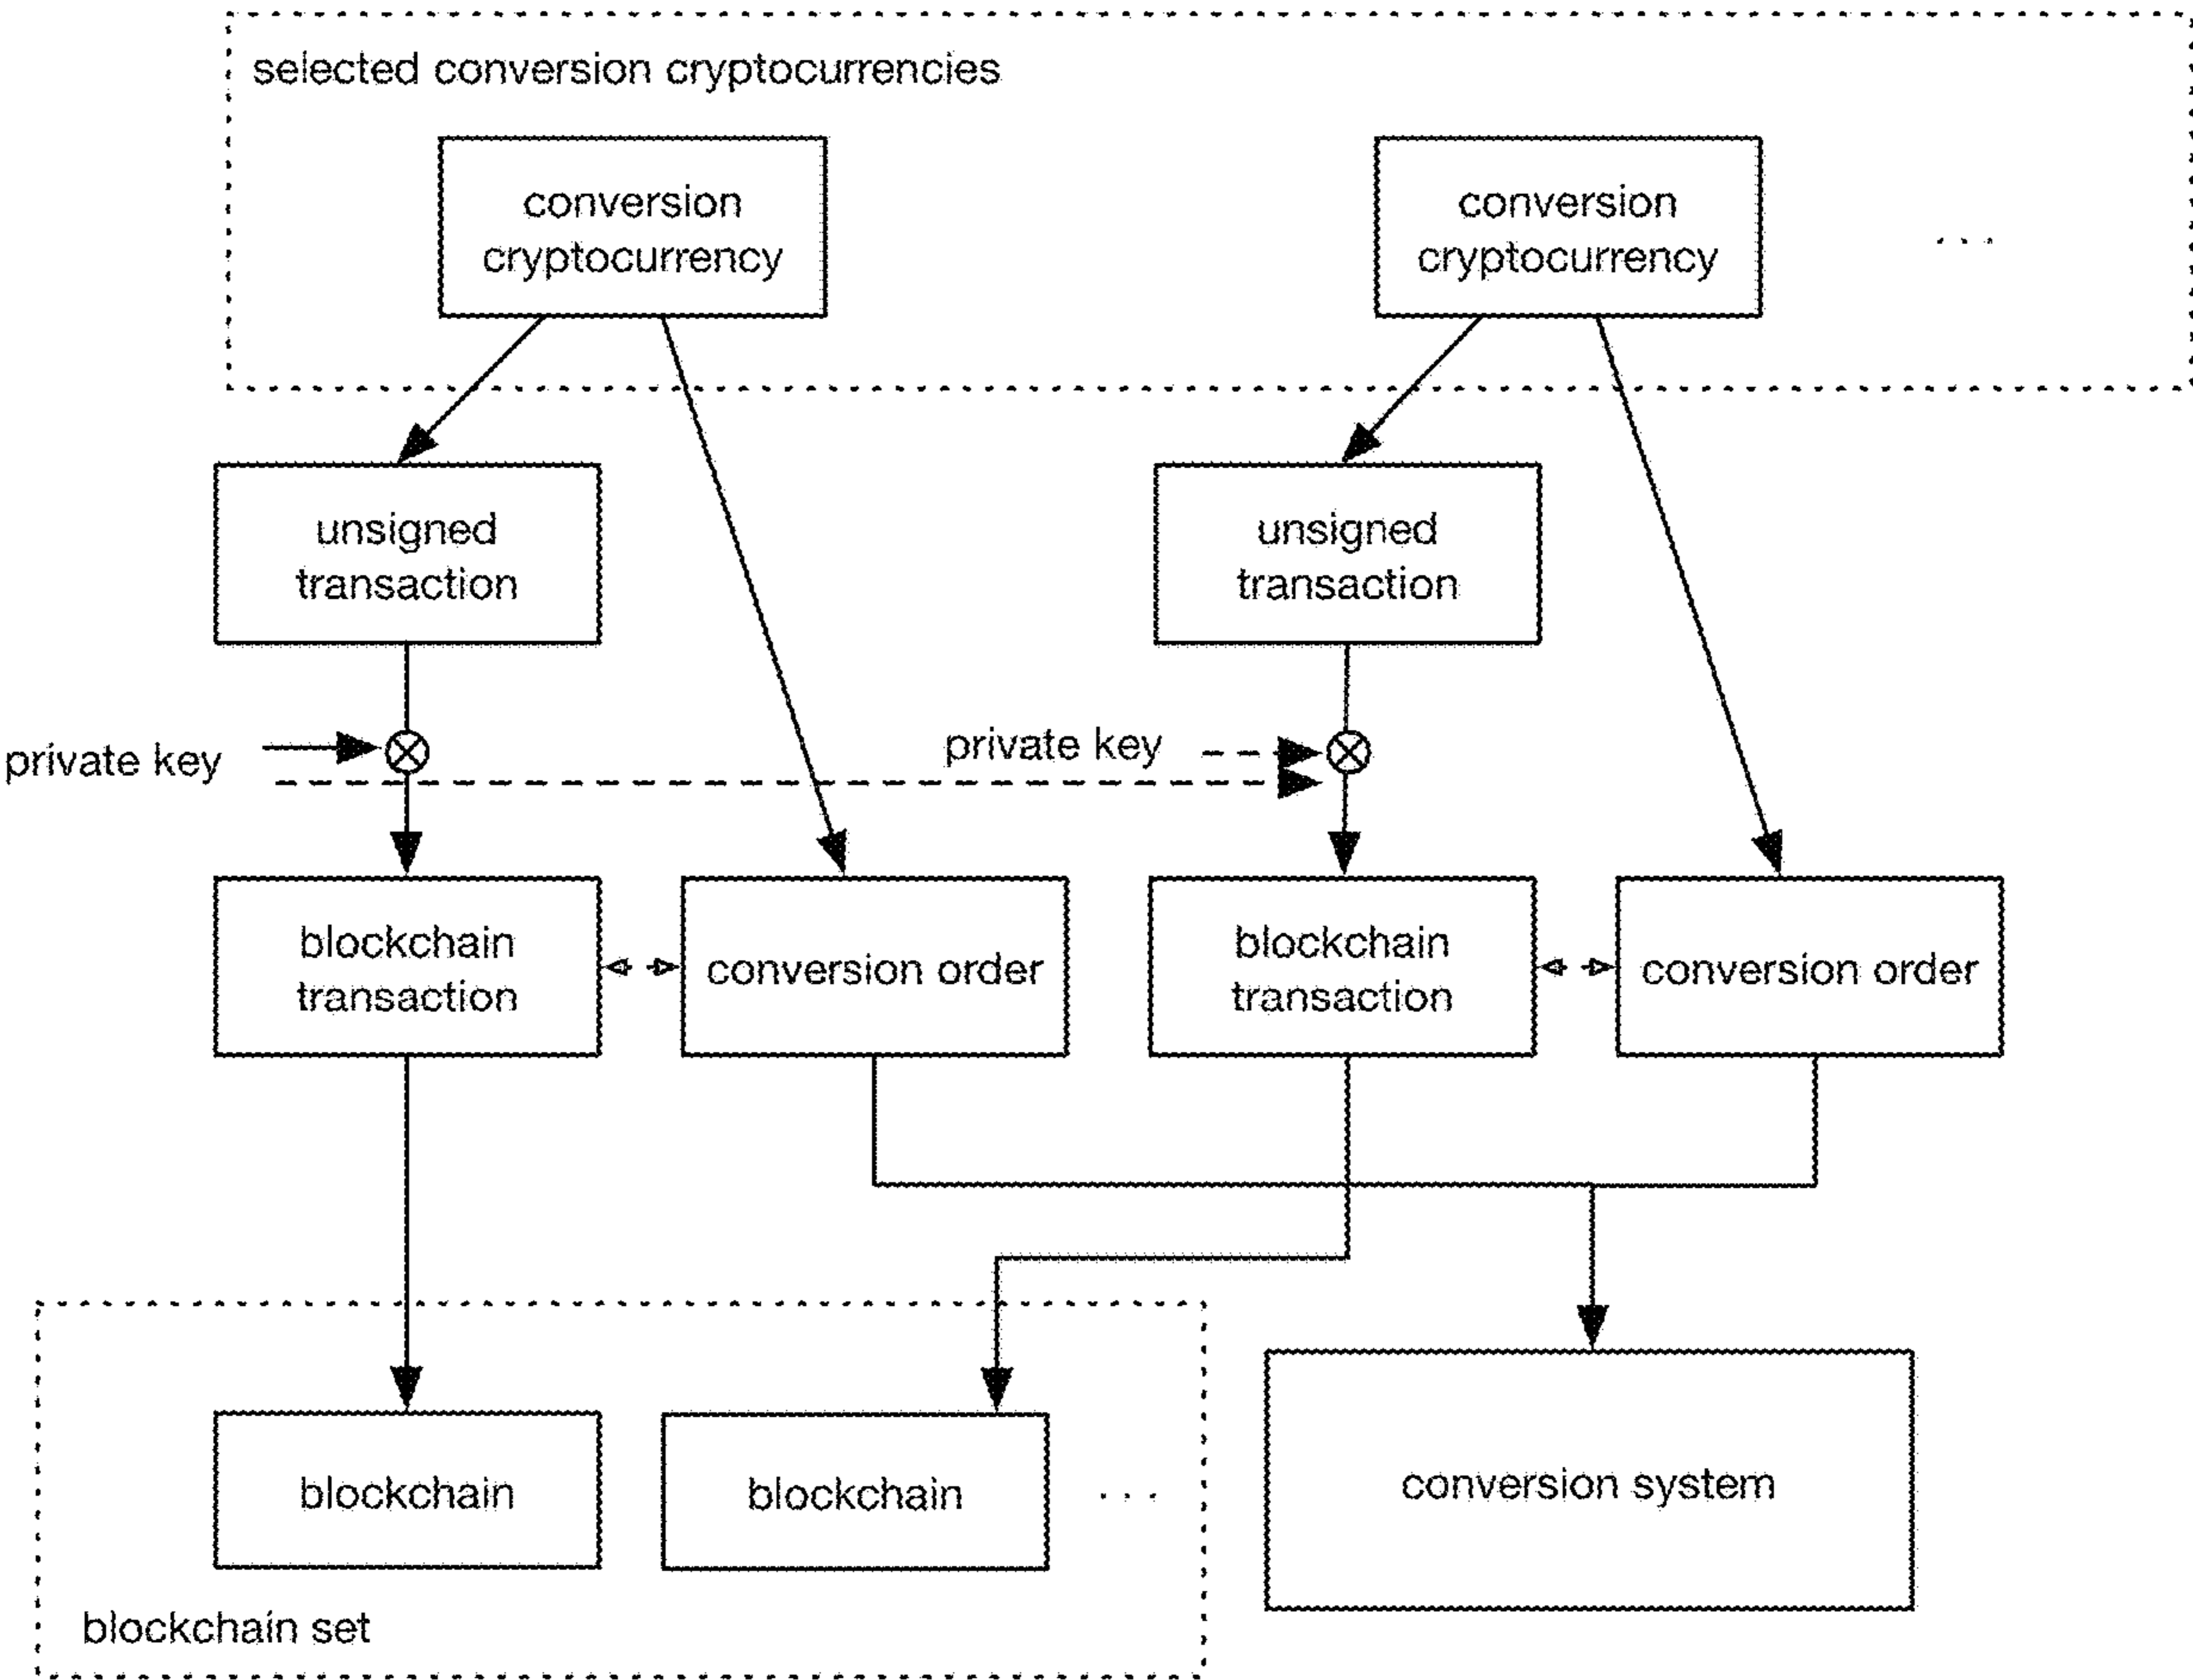 selected conversion cryptocurrencies
conversion
cryptocurrency
conversion
cryptocurrency
. . .
unsigned
transaction
unsigned
transaction
private key
private key
blockchain
transaction
conversion order
blockchain
transaction
conversion order
blockchain
blockchain
. . .
conversion system
blockchain set